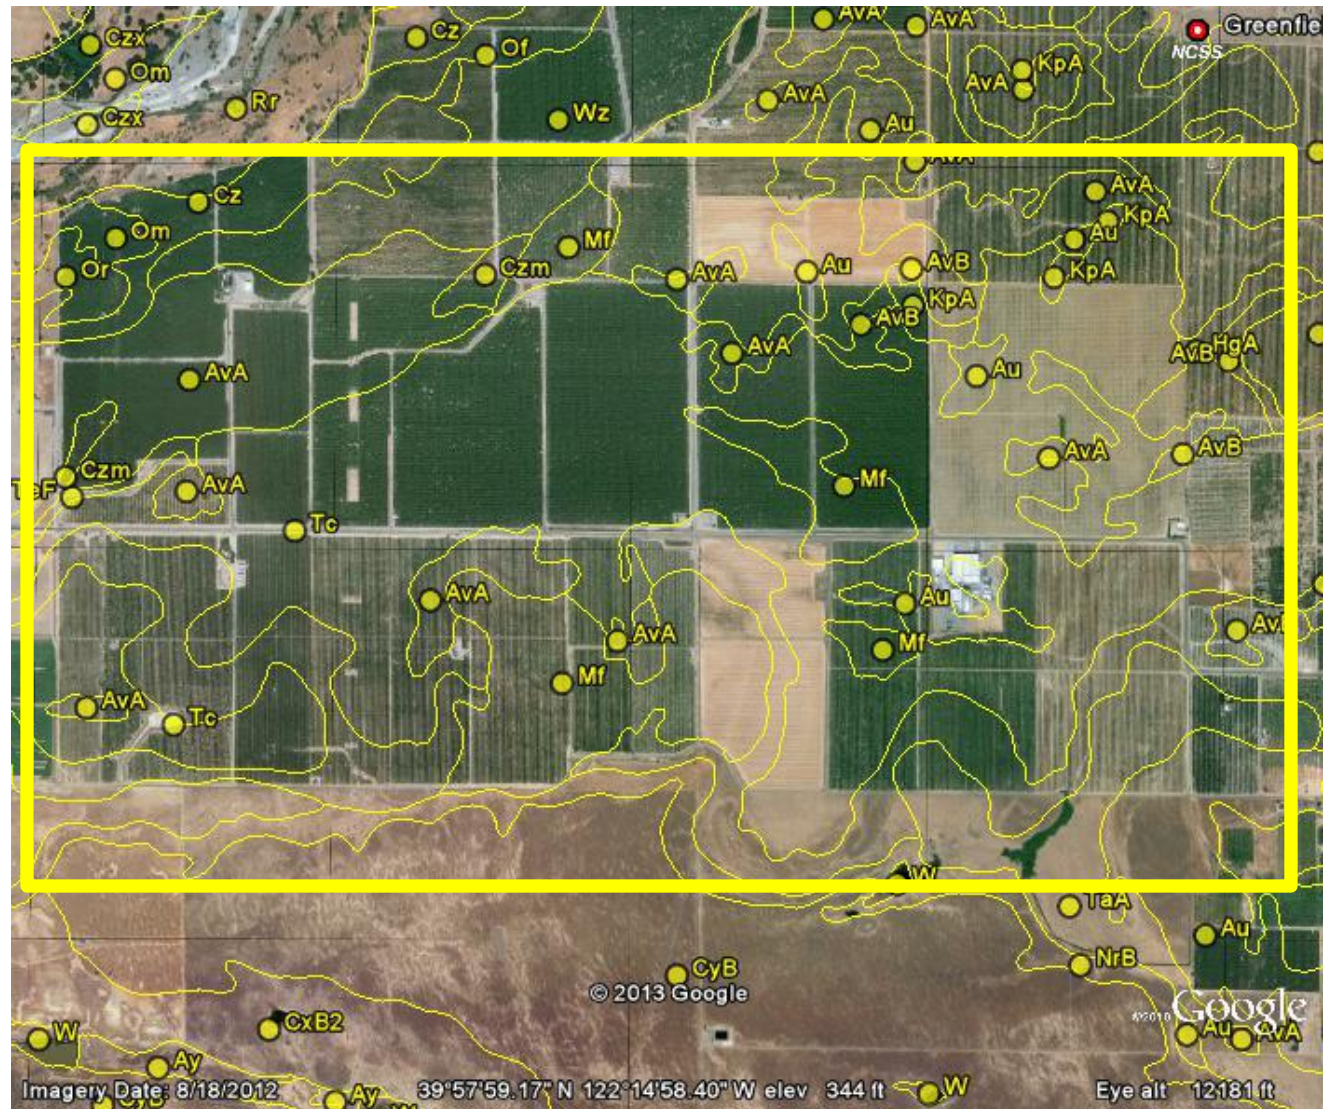 Czx
Cz
Of
AvA
AvA
Greenfie
NCSS
Om
KpA
AvA
Czx
Rr
Wz
AvA
Au
AvA
Cz
AvA
KpA
Om
Mf
Au
Or
Czm
AvA
Au
AvB
KpA
KpA
AvB
AvA
AvB
HgA
AvA
Au
Czm
AvA
AvA
AvB
TeF
Mf
Tc
AvA
Au
AvA
Mf
Mf
AvA
Tc
W
TaA
Au
CyB
NrB
© 2013 Google
Google
W
CxB2
Au
AvA
Ay
Imagery Date: 8/18/2012
39°57'59.17" N 122°14'58.40" W elev 344 ft
Eye alt 12181 ft
CyB
Ay
W